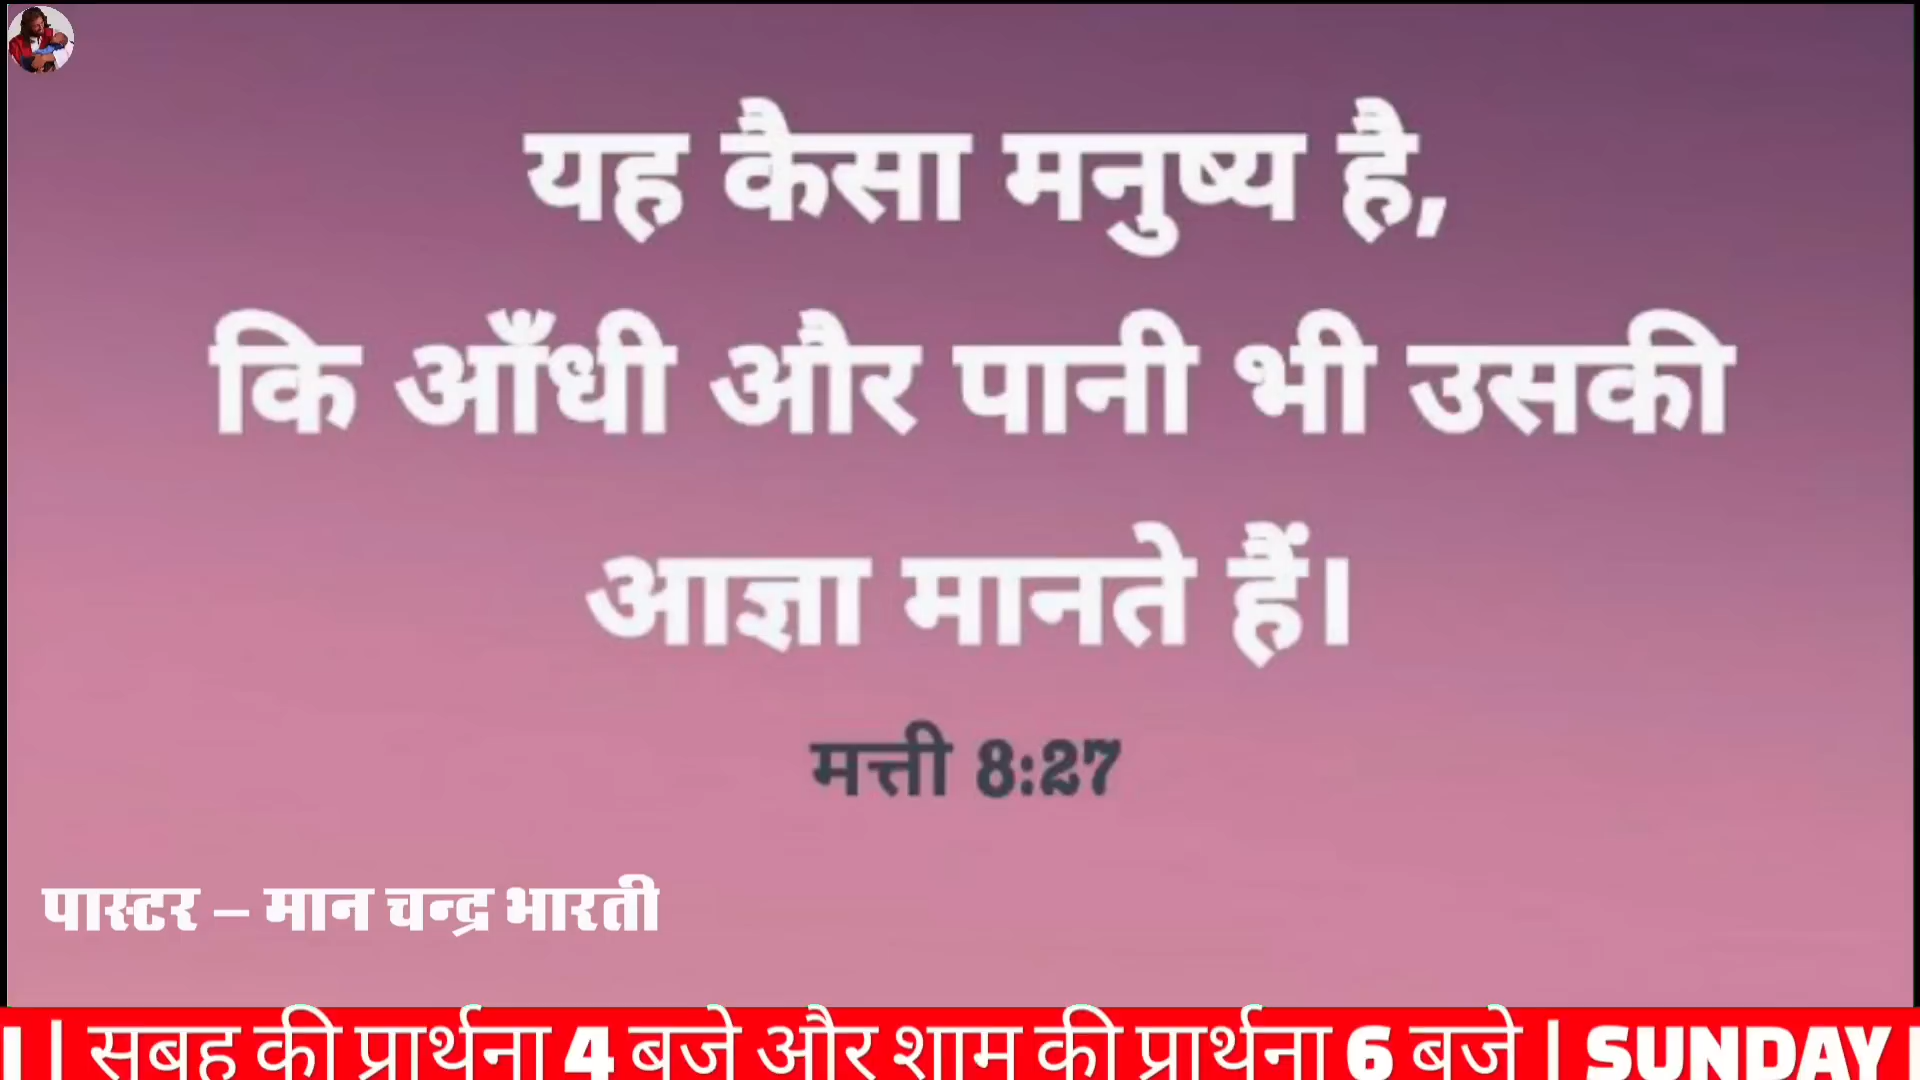 यह कैसा मनुष्य है,
कि आँधी और पानी भी उसकी
आज्ञा मानते हैं।
मत्ती 8:27
पास्टर – मान चन्द्र भारती
| सुबह की प्रार्थना 4 बजे और शाम की प्रार्थना 6 बजे | SUNDAY